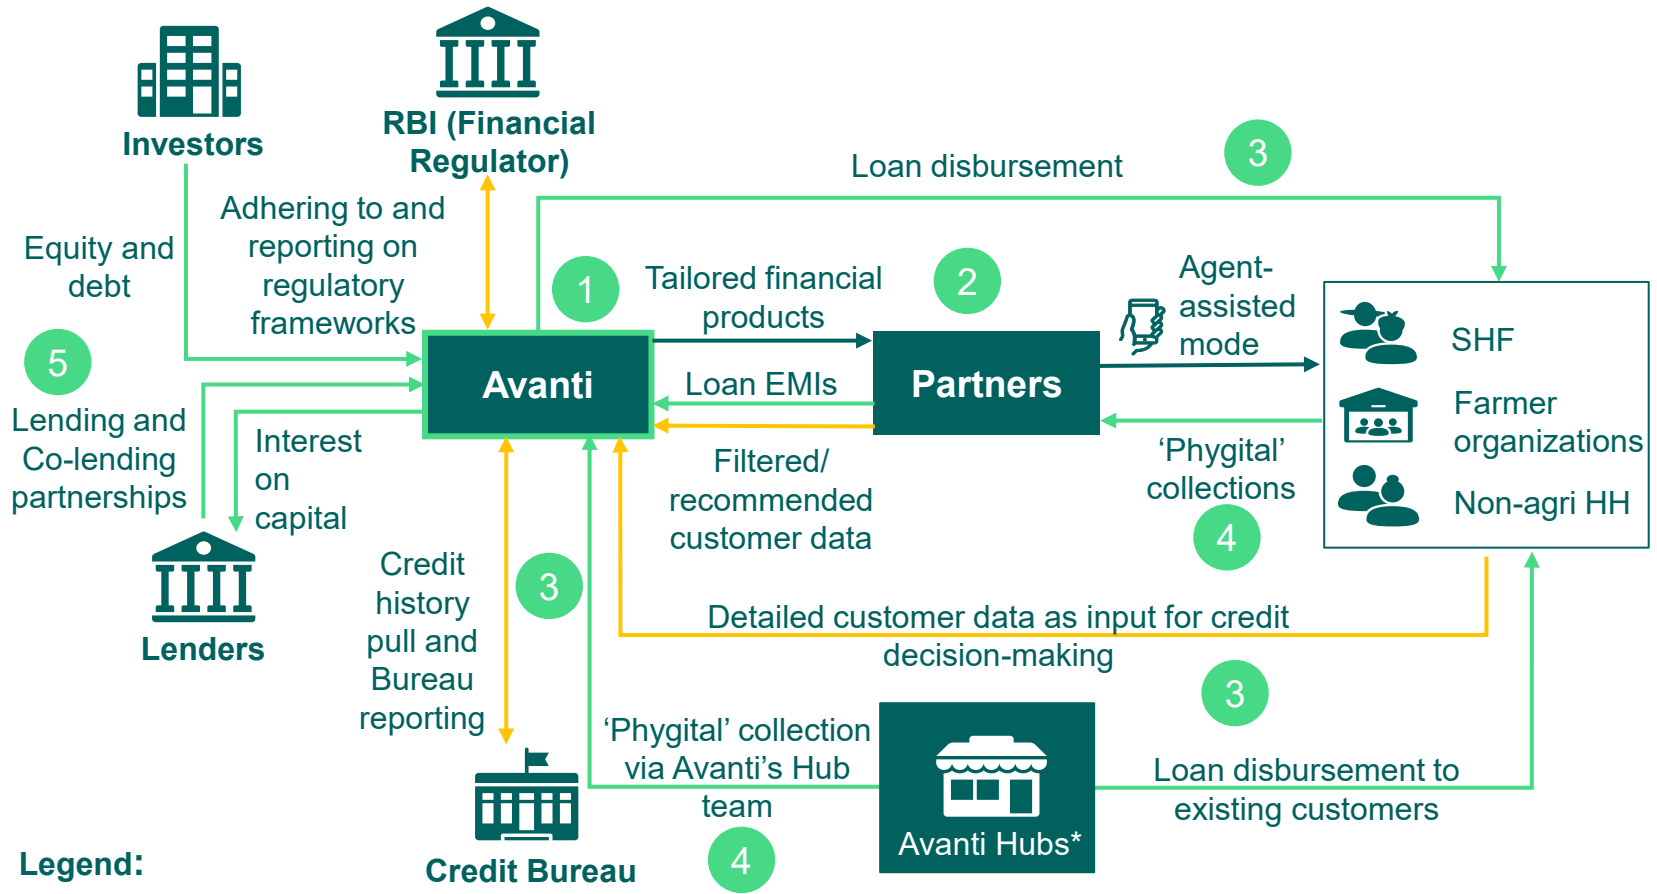 Investors
RBI (Financial
Regulator)
Loan disbursement
3
Equity and
debt
Adhering to and
reporting on
regulatory
frameworks
1
Tailored financial
products
2
Agent-
assisted
mode
5
Avanti
Loan EMIs
Partners
SHF
Farmer
organizations
Non-agri HH
Lending and
Co-lending
partnerships
Interest
on
capital
Filtered/
recommended
customer data
‘Phygital’
collections
4
Lenders
Credit
history
pull and
Bureau
reporting
3
Detailed customer data as input for credit
decision-making
3
‘Phygital’ collection
via Avanti’s Hub
team
4
Avanti Hubs*
Loan disbursement to
existing customers
Credit Bureau
Legend: